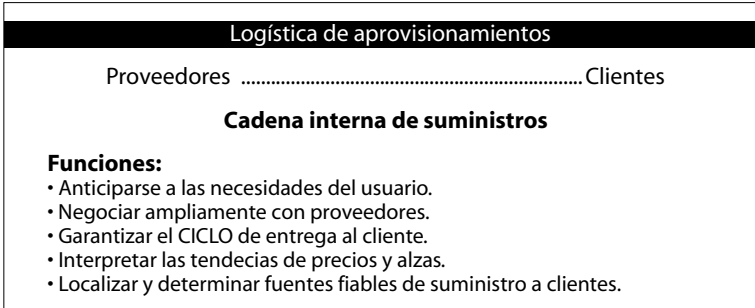 Logística de aprovisionamientos
Proveedores ....................................................................Clientes
Cadena interna de suministros
Funciones:
• Anticiparse a las necesidades del usuario.
• Negociar ampliamente con proveedores.
• Garantizar el CICLO de entrega al cliente.
• Interpretar las tendecias de precios y alzas.
• Localizar y determinar fuentes fiables de suministro a clientes.